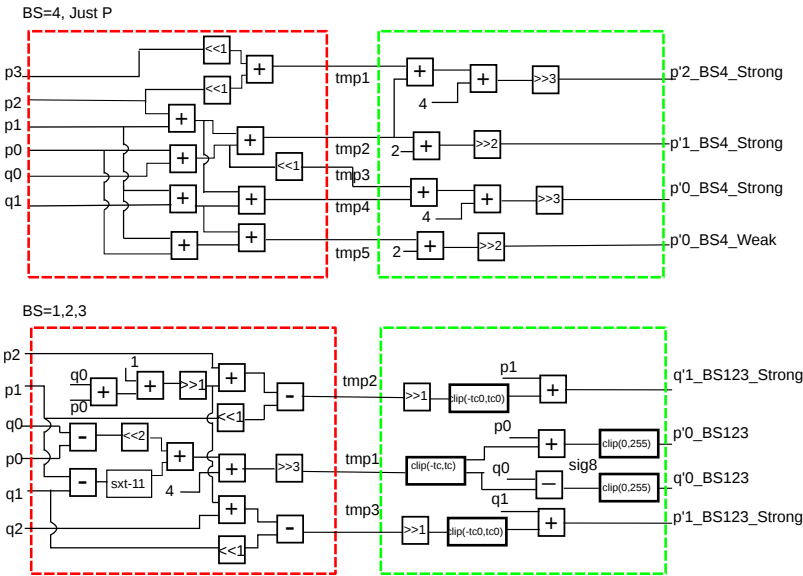 BS=4, Just P
<<1
p3
+
tmp1
+
+
>>3
p'2_BS4_Strong
<<1
p2
4
p1
+
+
tmp2
2
+
>>2
p'1_BS4_Strong
p0
+
<<1
q0
tmp3
+
+
>>3
p'0_BS4_Strong
q1
+
+
tmp4
4
+
+
tmp5
2
+
>>2
p'0_BS4_Weak
BS=1,2,3
p2
1
p1
q0
+
+
>>1
+
-
tmp2
>>1
clip(-tc0,tc0)
p1
+
q'1_BS123_Strong
p0
<<1
q0
-
<<2
p0
+
clip(0,255)
p'0_BS123
p0
+
+
>>3
tmp1
clip(-tc,tc)
q0
sig8
-
sxt-11
4
−
clip(0,255)
q'0_BS123
q1
+
-
tmp3
>>1
clip(-tc0,tc0)
q1
+
p'1_BS123_Strong
q2
<<1